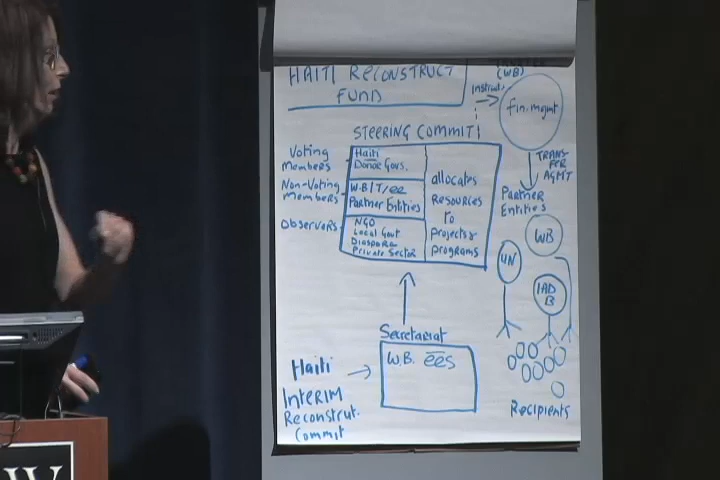 HAITI RECONSTRUCT
FUND
(WB)
instruct.
fin. mgmt
STEERING COMMIT
TRANS-
FER
AGMT
Voting
Members
Haiti
Donor Govs.
Non-Voting
Members
W.B/T/ee
Partner Entities
Observers
NGO
Local Govt
Diaspora
Private Sector
allocates
Resources
to
projects &
programs
Partner
Entities
WB
UN
IAD
B
Secretariat
W.B. ees
Haiti
INTERIM
Reconstrut.
Commit
Recipients
W